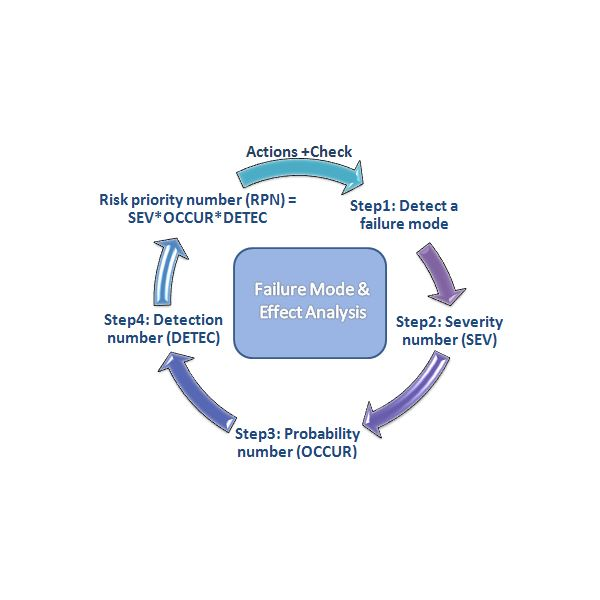 Actions +Check
Step1: Detect a
failure mode
Step2: Severity
number (SEV)
Step3: Probability
number (OCCUR)
Step4: Detection
number (DETEC)
Risk priority number (RPN) =
SEV*OCCUR*DETEC
Failure Mode &
Effect Analysis